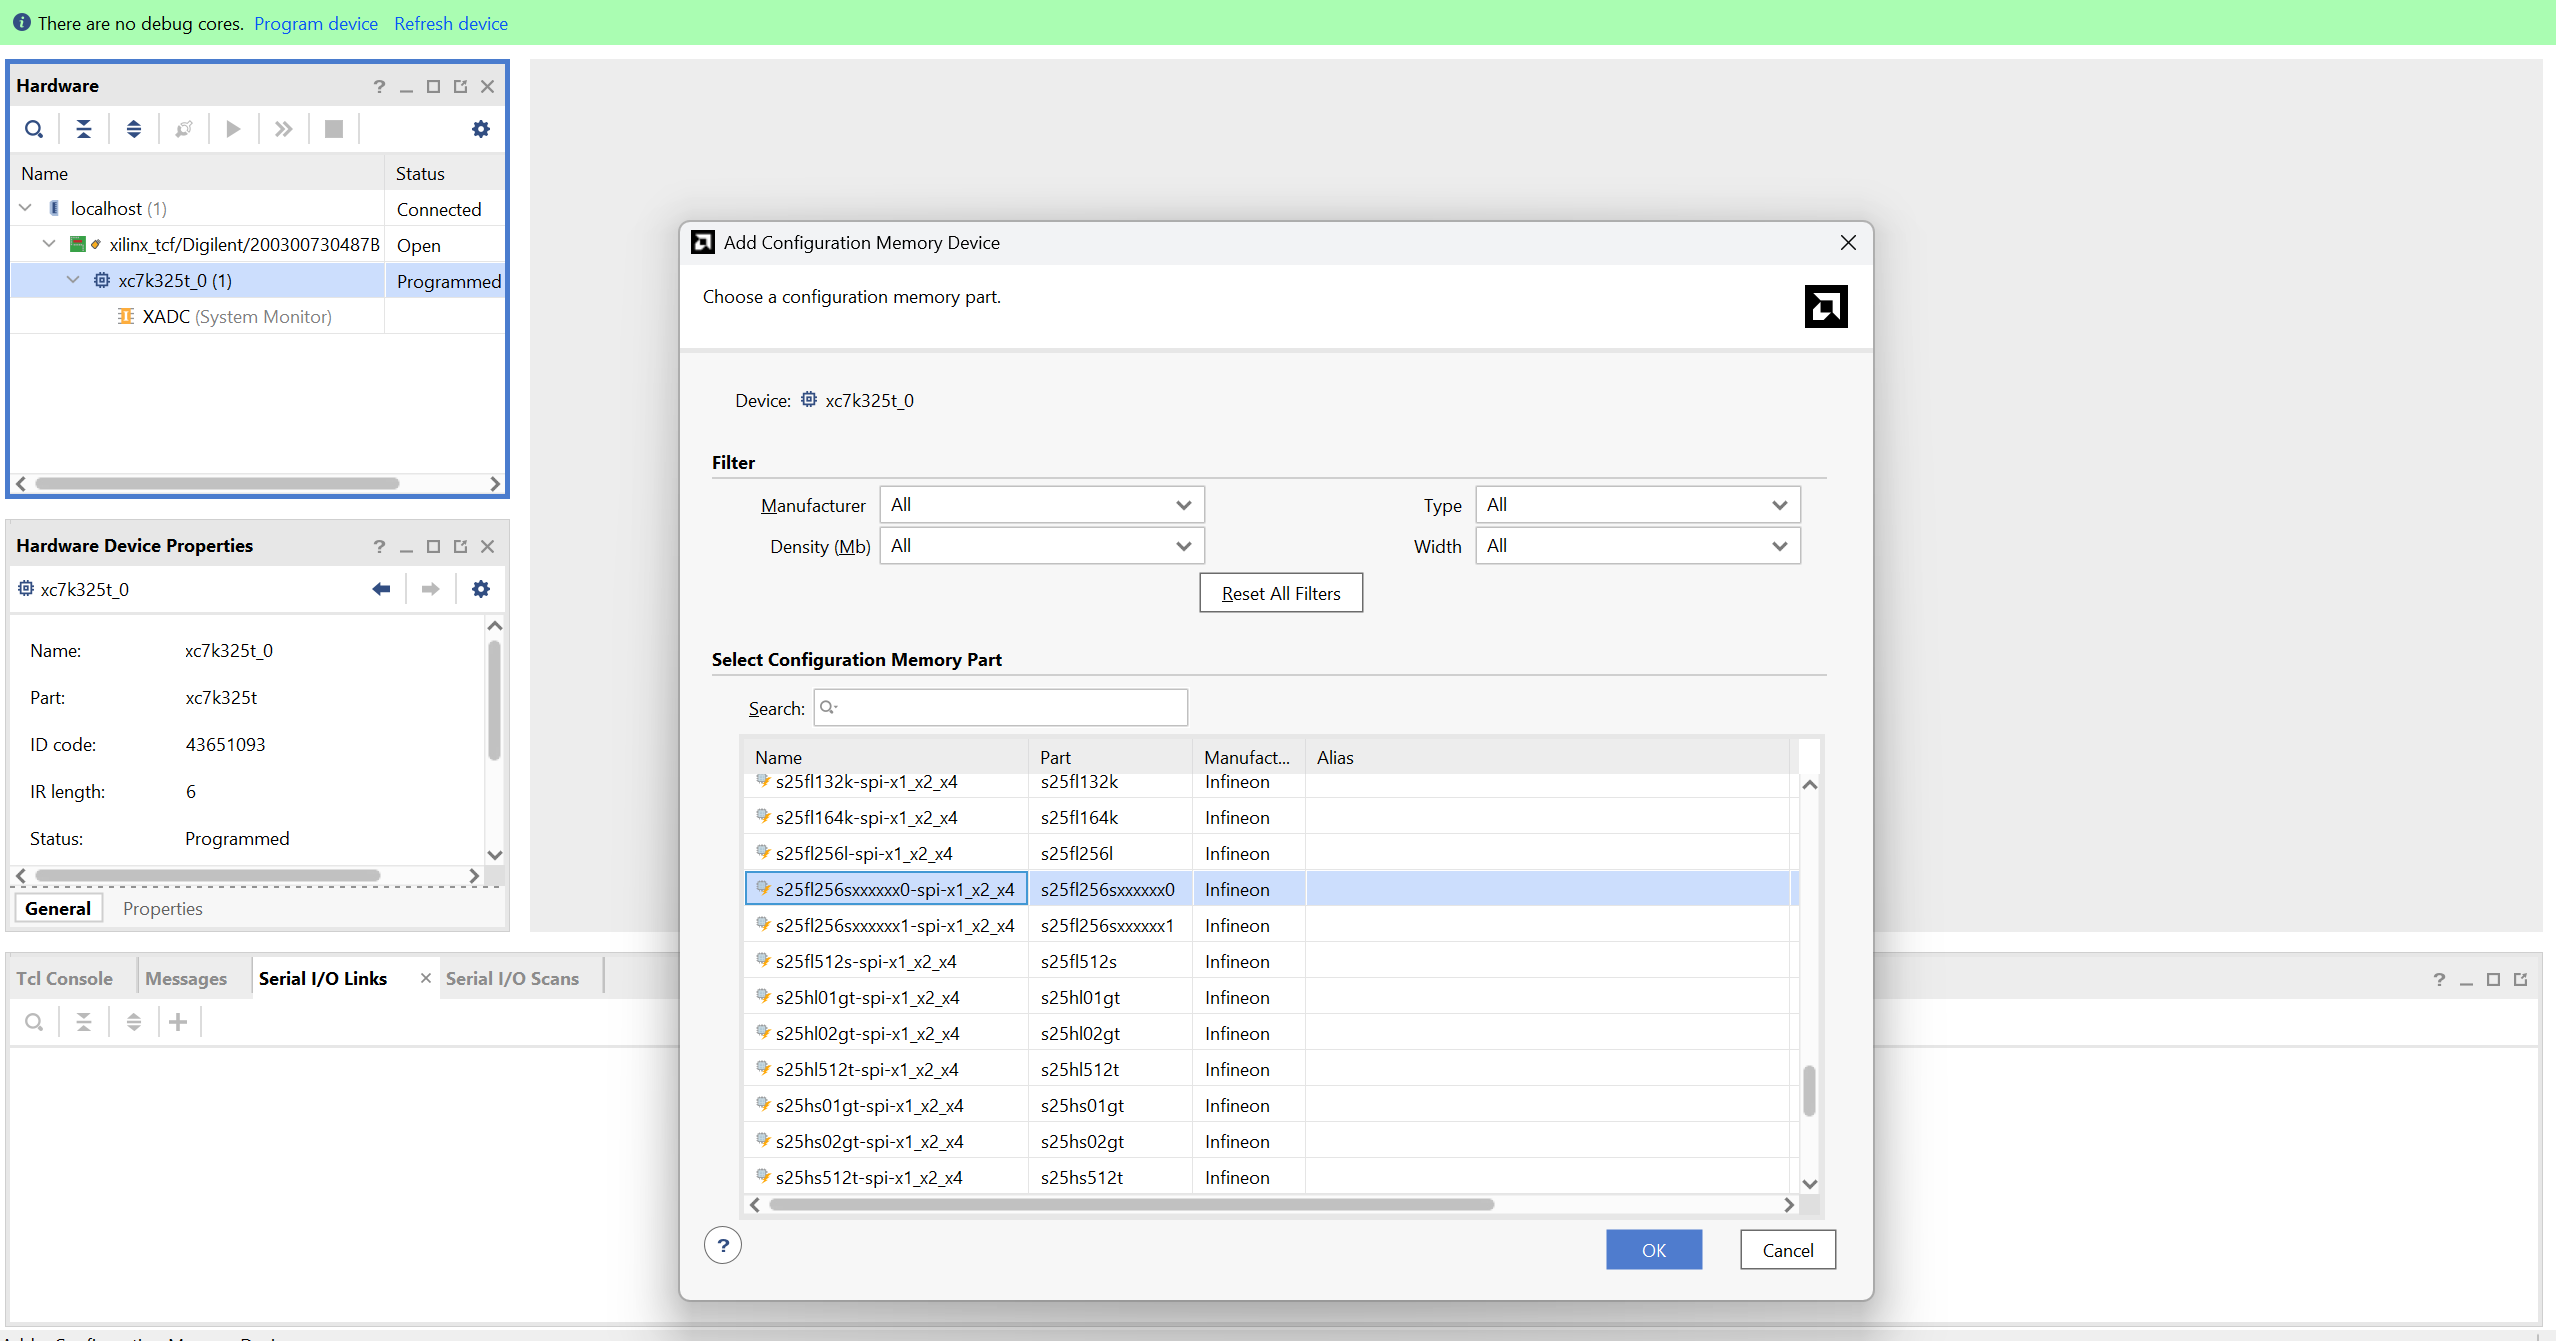 There are no debug cores. Program device Refresh device
Hardware
Name Status
localhost (1) Connected
xilinx_tcf/Digilent/200300730487B Open
xc7k325t_0 (1) Programmed
XADC (System Monitor)
Hardware Device Properties
xc7k325t_0
Name: xc7k325t_0
Part: xc7k325t
ID code: 43651093
IR length: 6
Status: Programmed
General Properties
Tcl Console Messages Serial I/O Links Serial I/O Scans
Add Configuration Memory Device
Choose a configuration memory part.
Device: xc7k325t_0
Filter
Manufacturer All Type All
Density (Mb) All Width All
Reset All Filters
Select Configuration Memory Part
Search:
Name Part Manufact... Alias
s25fl132k-spi-x1_x2_x4 s25fl132k Infineon
s25fl164k-spi-x1_x2_x4 s25fl164k Infineon
s25fl256l-spi-x1_x2_x4 s25fl256l Infineon
s25fl256sxxxxxx0-spi-x1_x2_x4 s25fl256sxxxxxx0 Infineon
s25fl256sxxxxxx1-spi-x1_x2_x4 s25fl256sxxxxxx1 Infineon
s25fl512s-spi-x1_x2_x4 s25fl512s Infineon
s25hl01gt-spi-x1_x2_x4 s25hl01gt Infineon
s25hl02gt-spi-x1_x2_x4 s25hl02gt Infineon
s25hl512t-spi-x1_x2_x4 s25hl512t Infineon
s25hs01gt-spi-x1_x2_x4 s25hs01gt Infineon
s25hs02gt-spi-x1_x2_x4 s25hs02gt Infineon
s25hs512t-spi-x1_x2_x4 s25hs512t Infineon
OK Cancel